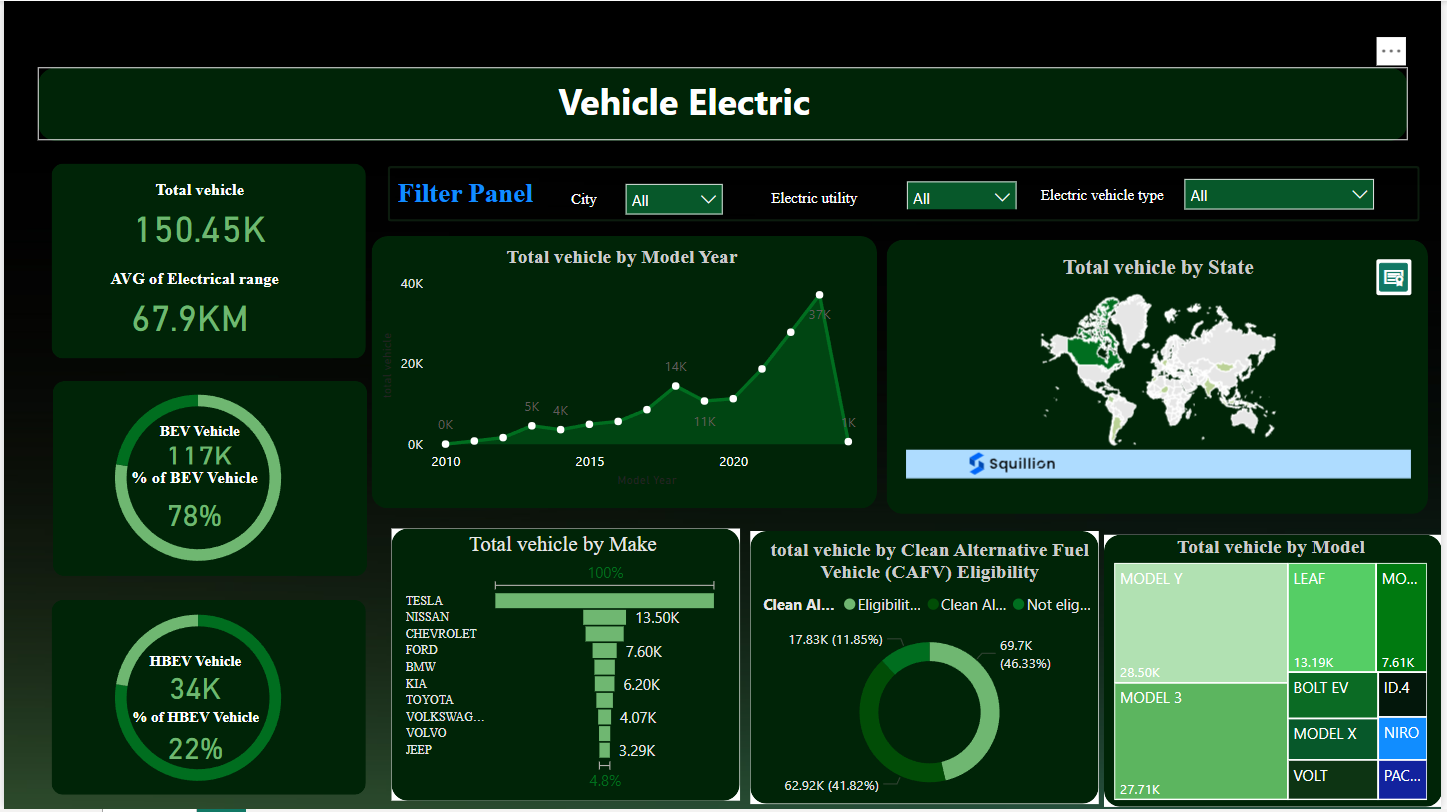 Vehicle Electric
Total vehicle
150.45K
AVG of Electrical range
67.9KM
Filter Panel
City
All
Electric utility
All
Electric vehicle type
All
BEV Vehicle
117K
% of BEV Vehicle
78%
HBEV Vehicle
34K
% of HBEV Vehicle
22%
Total vehicle by Model Year
40K
20K
0K
total vehicle
0K
5K
4K
14K
11K
37K
1K
2010
2015
2020
Model Year
Total vehicle by State
Squillion
Total vehicle by Make
100%
TESLA
NISSAN
13.50K
CHEVROLET
FORD
7.60K
BMW
KIA
6.20K
TOYOTA
VOLKSWAG...
4.07K
VOLVO
JEEP
3.29K
4.8%
total vehicle by Clean Alternative Fuel
Vehicle (CAFV) Eligibility
Clean Al...
Eligibilit...
Clean Al...
Not elig...
17.83K (11.85%)
69.7K
(46.33%)
62.92K (41.82%)
Total vehicle by Model
MODEL Y
28.50K
MODEL 3
27.71K
LEAF
13.19K
MO...
7.61K
BOLT EV
ID.4
MODEL X
NIRO
VOLT
PAC...